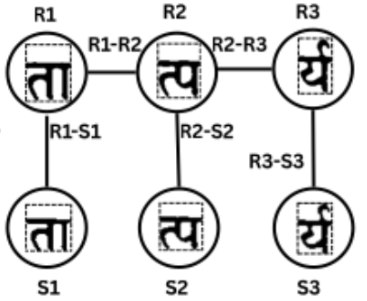 R1 R2 R3
R1-R2 R2-R3
ता त्प र्य
R1-S1 R2-S2
R3-S3
ता त्प र्य
S1 S2 S3